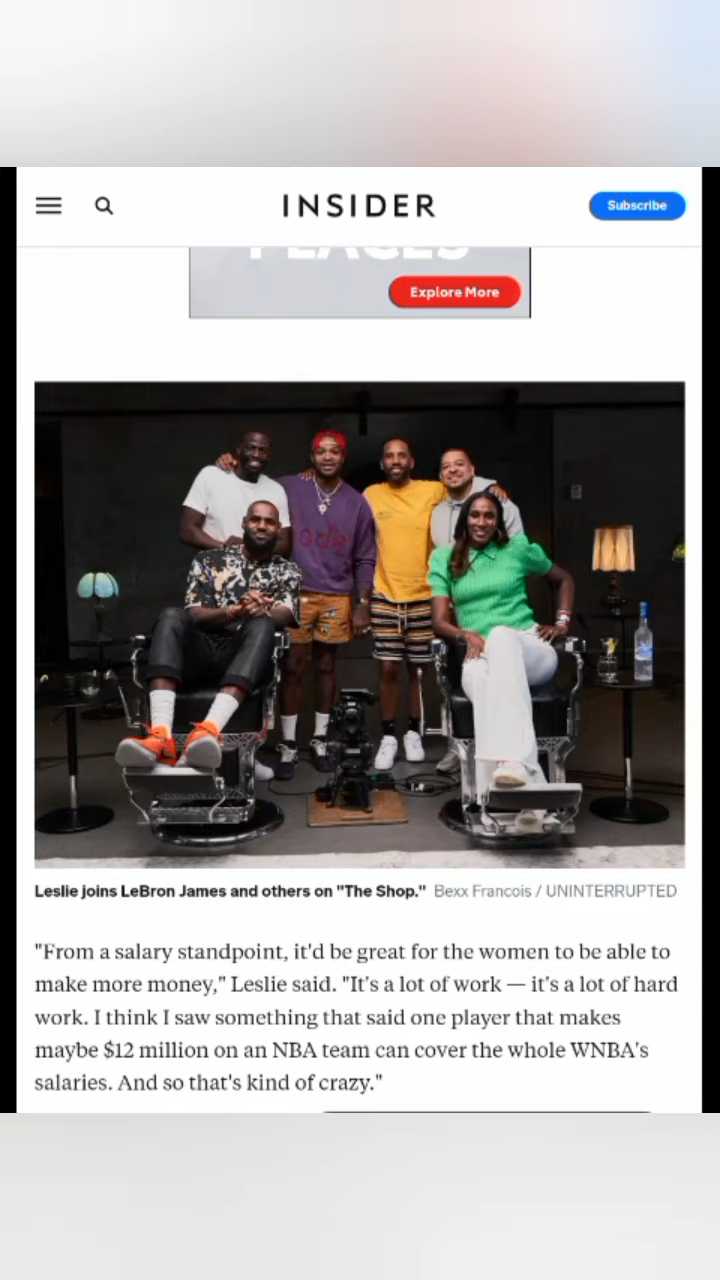 INSIDER
Subscribe
PLACES
Explore More
Leslie joins LeBron James and others on "The Shop." Bexx Francois / UNINTERRUPTED
"From a salary standpoint, it'd be great for the women to be able to
make more money," Leslie said. "It's a lot of work — it's a lot of hard
work. I think I saw something that said one player that makes
maybe $12 million on an NBA team can cover the whole WNBA's
salaries. And so that's kind of crazy."